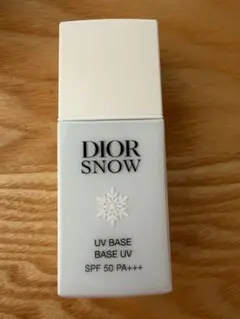 DIOR
SNOW
UV BASE
BASE UV
SPF 50 PA+++